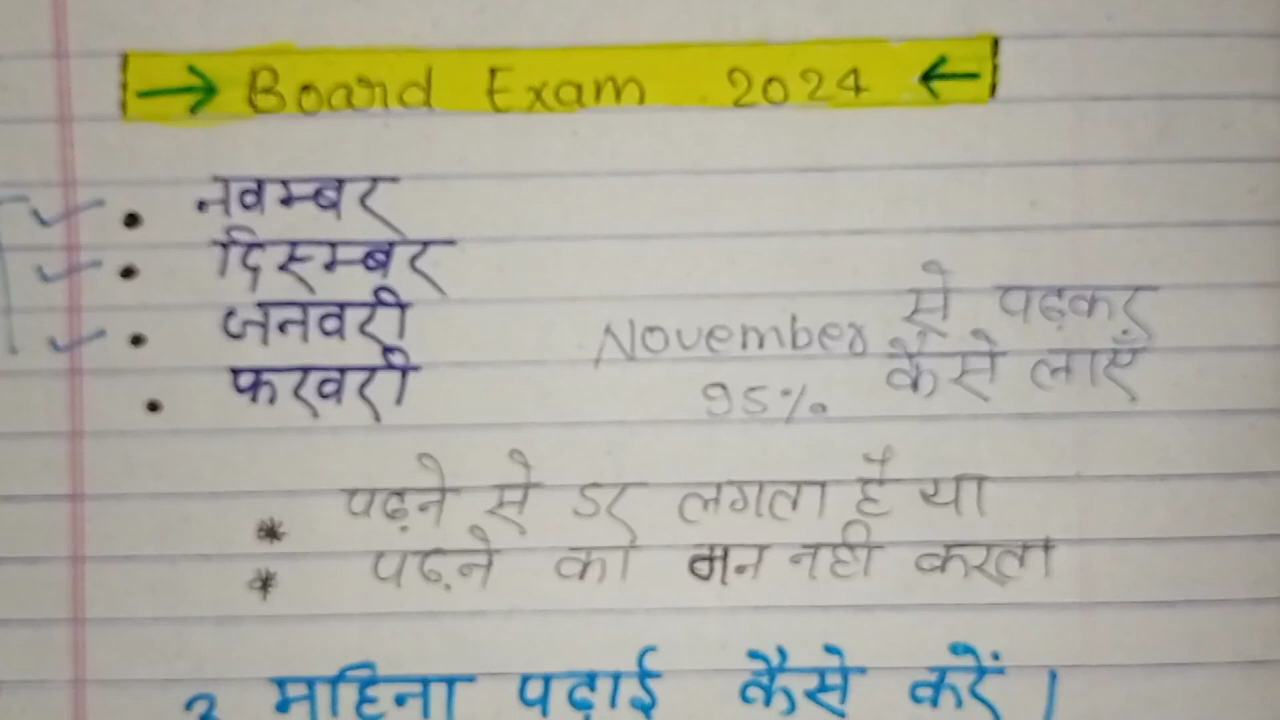 → Board Exam 2024 ←
• नवम्बर
• दिसम्बर
• जनवरी
• फरवरी
November से पढ़कर
95% कैसे लाएँ
* पढ़ने से डर लगता है या
* पढ़ने का मन नही करता
3 महिना पढ़ाई कैसे करें।